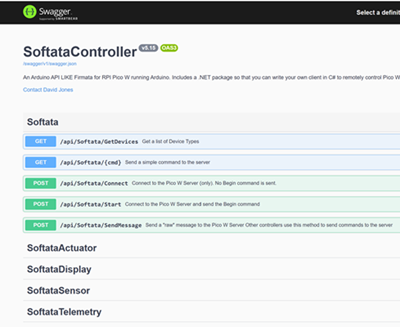 Swagger
Supported by SMARTBEAR
Select a definit
SoftataController v8.15 OAS3
/swagger/v1/swagger.json
An Arduino API LIKE Firmata for RPI Pico W running Arduino. Includes a .NET package so that you can write your own client in C# to remotely control Pico W
Contact David Jones
Softata
GET /api/Softata/GetDevices Get a list of Device Types
GET /api/Softata/{cmd} Send a simple command to the server
POST /api/Softata/Connect Connect to the Pico W Server (only). No Begin command is sent.
POST /api/Softata/Start Connect to the Pico W Server and send the Begin command
POST /api/Softata/SendMessage Send a "raw" message to the Pico W Server Other controllers use this method to send commands to the server
SoftataActuator
SoftataDisplay
SoftataSensor
SoftataTelemetry